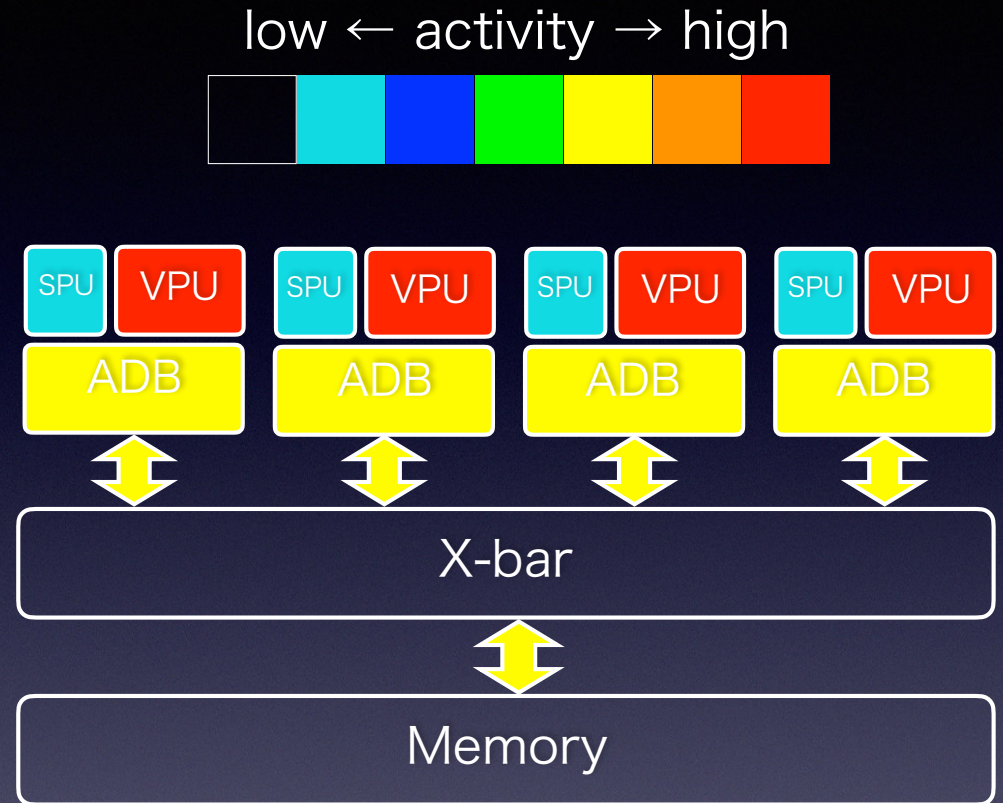 low ← activity → high
SPU VPU SPU VPU SPU VPU SPU VPU
ADB ADB ADB ADB
X-bar
Memory